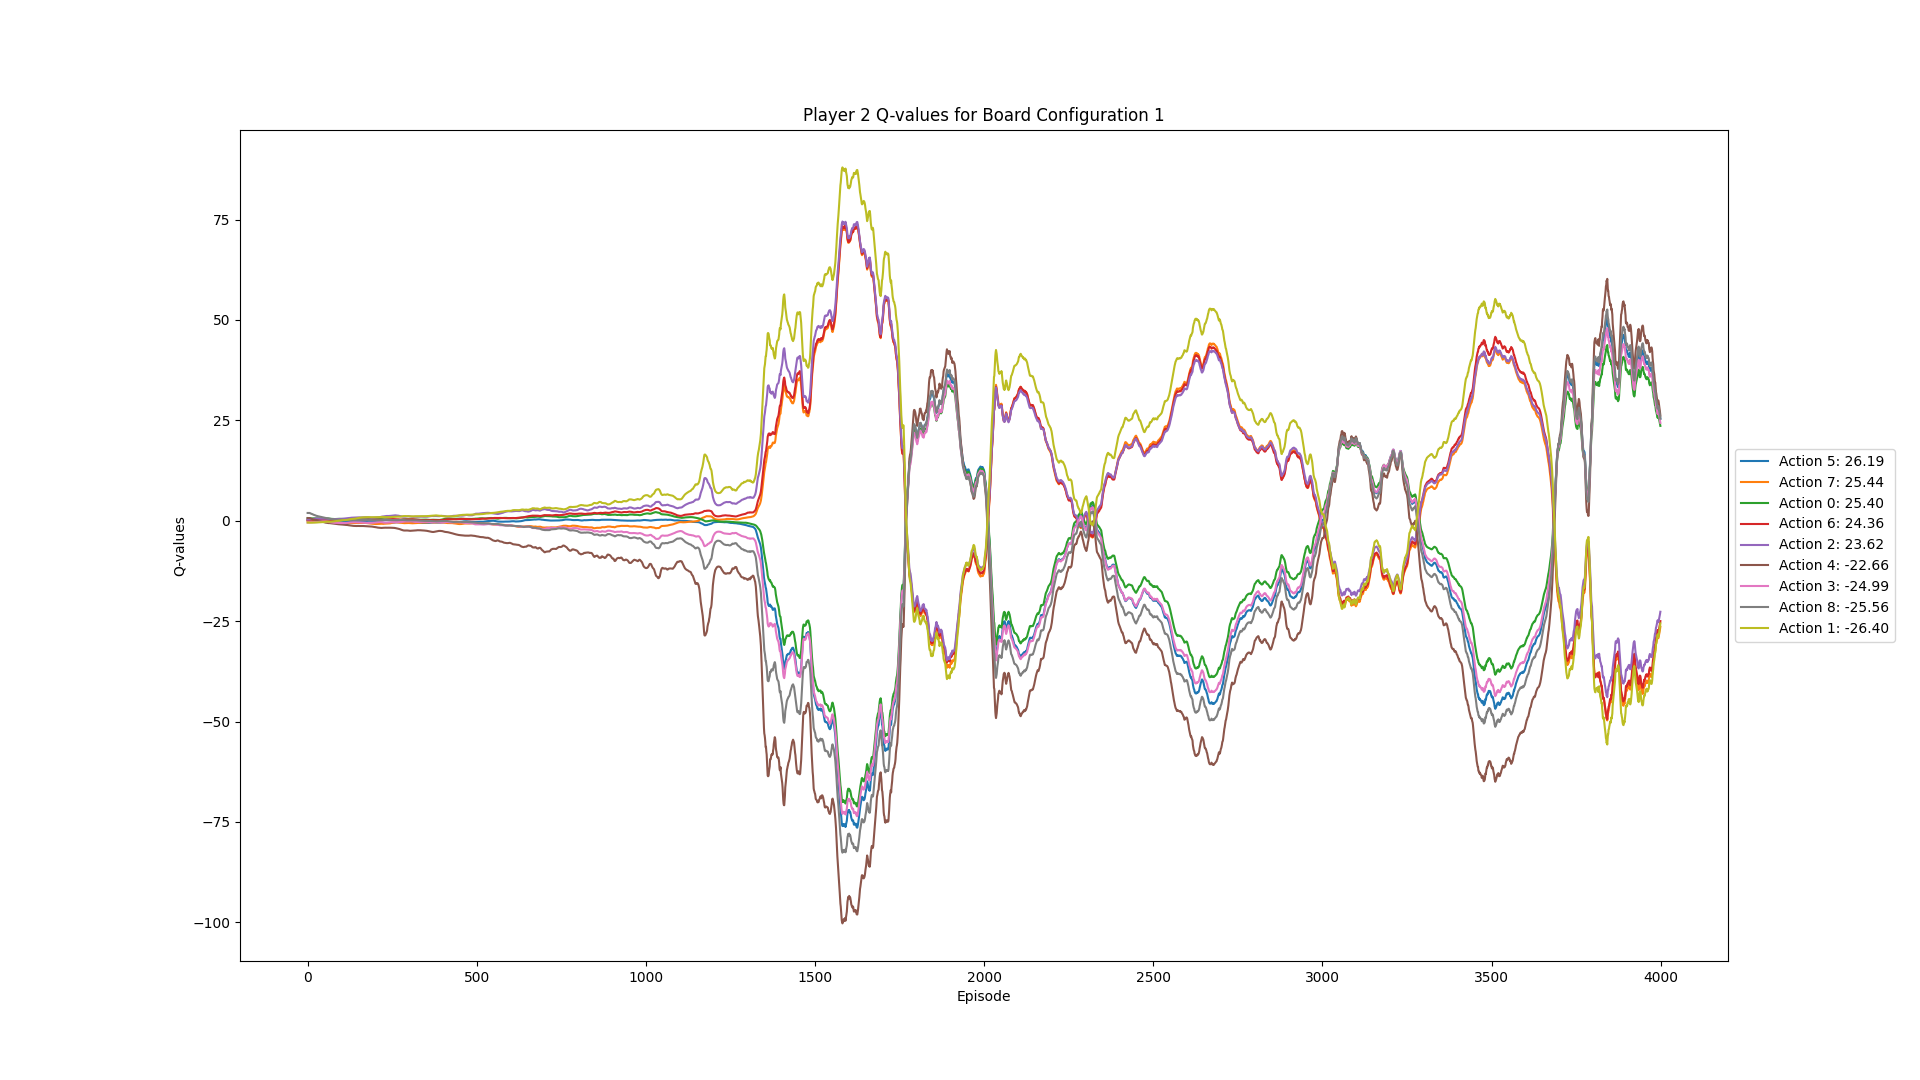 Player 2 Q-values for Board Configuration 1
Q-values
75
50
25
0
−25
−50
−75
−100
0
500
1000
1500
2000
2500
3000
3500
4000
Episode
Action 5: 26.19
Action 7: 25.44
Action 0: 25.40
Action 6: 24.36
Action 2: 23.62
Action 4: -22.66
Action 3: -24.99
Action 8: -25.56
Action 1: -26.40